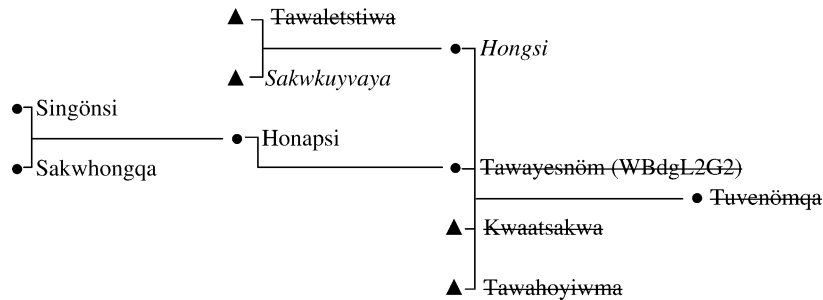 Tawaletstiwa
Hongsi
Sakwkuyvaya
Singönsi
Honapsi
Sakwhongqa
Tawayesnöm (WBdgL2G2)
Tuvenömqa
Kwaatsakwa
Tawahoyiwma